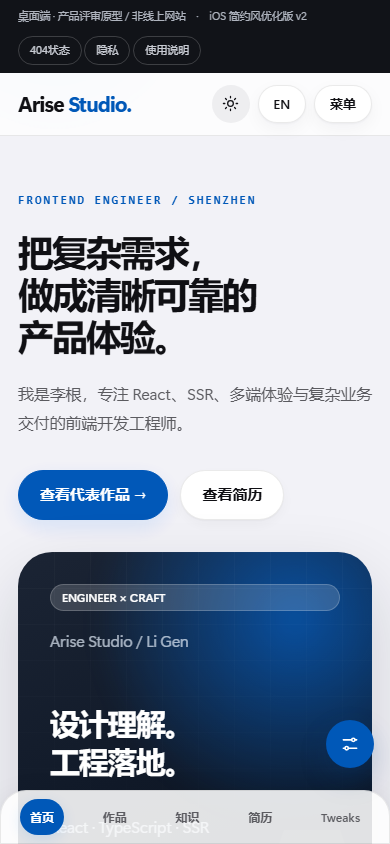 桌面端 · 产品评审原型 / 非线上网站 · iOS 简约风优化版 v2
404状态 隐私 使用说明
Arise Studio. EN 菜单
FRONTEND ENGINEER / SHENZHEN
把复杂需求，
做成清晰可靠的
产品体验。
我是李根，专注 React、SSR、多端体验与复杂业务
交付的前端开发工程师。
查看代表作品 → 查看简历
ENGINEER × CRAFT
Arise Studio / Li Gen
设计理解。
工程落地。
· TypeScript · SSR
首页 作品 知识 简历 Tweaks